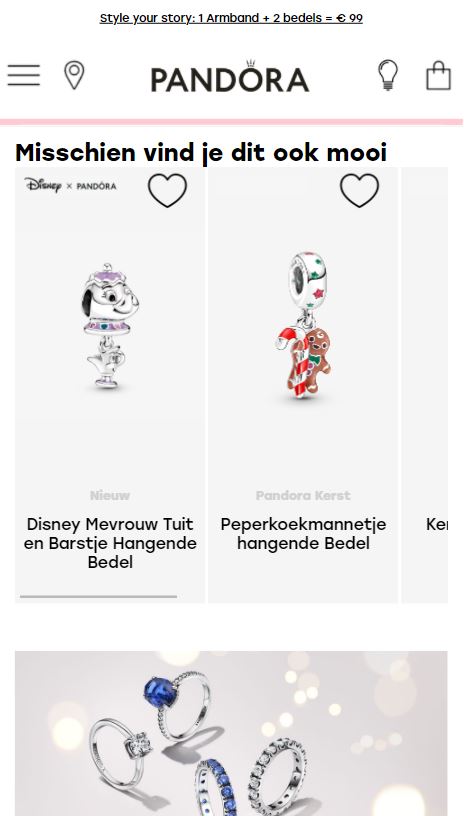 Style your story: 1 Armband + 2 bedels = € 99
PANDORA
Misschien vind je dit ook mooi
Disney × PANDORA
Nieuw
Disney Mevrouw Tuit
en Barstje Hangende
Bedel
Pandora Kerst
Peperkoekmannetje
hangende Bedel
Ker